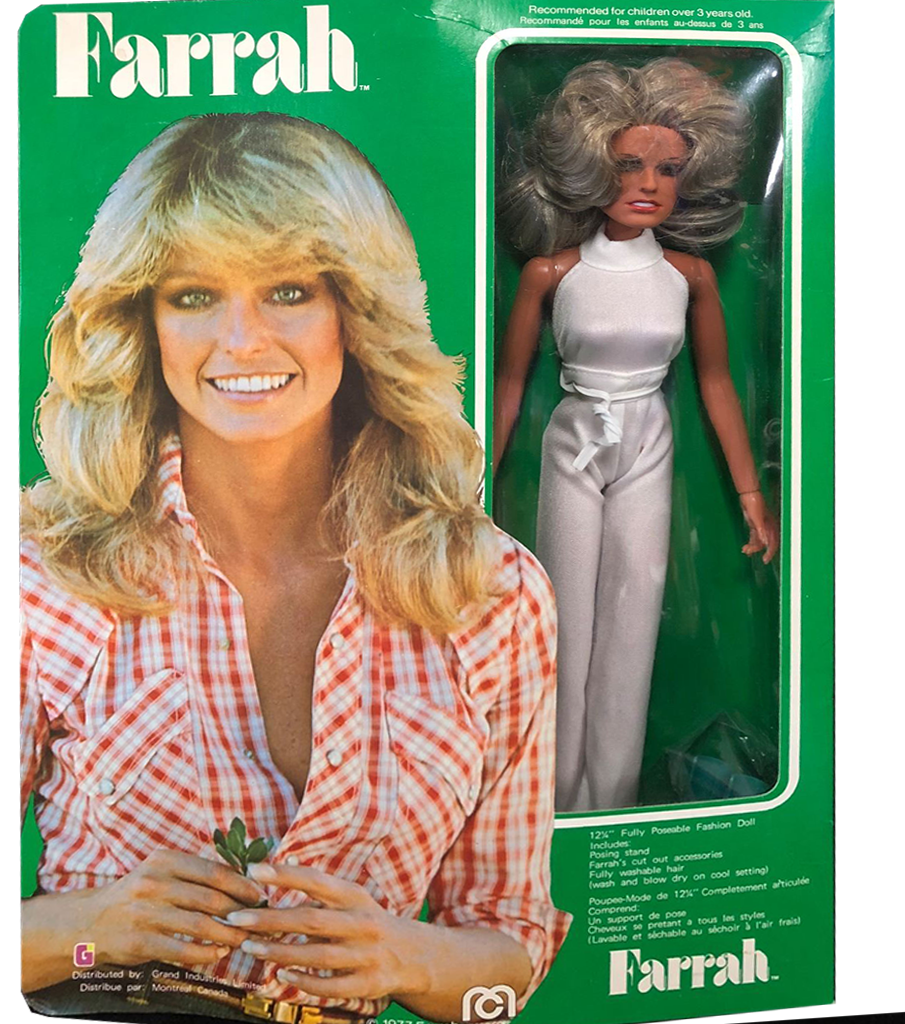 Farrah™
Recommended for children over 3 years old.
Recommandé pour les enfants au-dessus de 3 ans
12¼" Fully Poseable Fashion Doll
Includes:
Posing stand
Farrah's cut out accessories
Fully washable hair
(wash and blow dry on cool setting)
Poupee-Mode de 12¼" Completement articulée
Comprend:
Un support de pose
Cheveux se pretant a tous les styles
(Lavable et séchable au séchoir à l'air frais)
Farrah™
G
Distributed by: Grand Industries Limited
Distribue par: Montreal Canada
© 1977